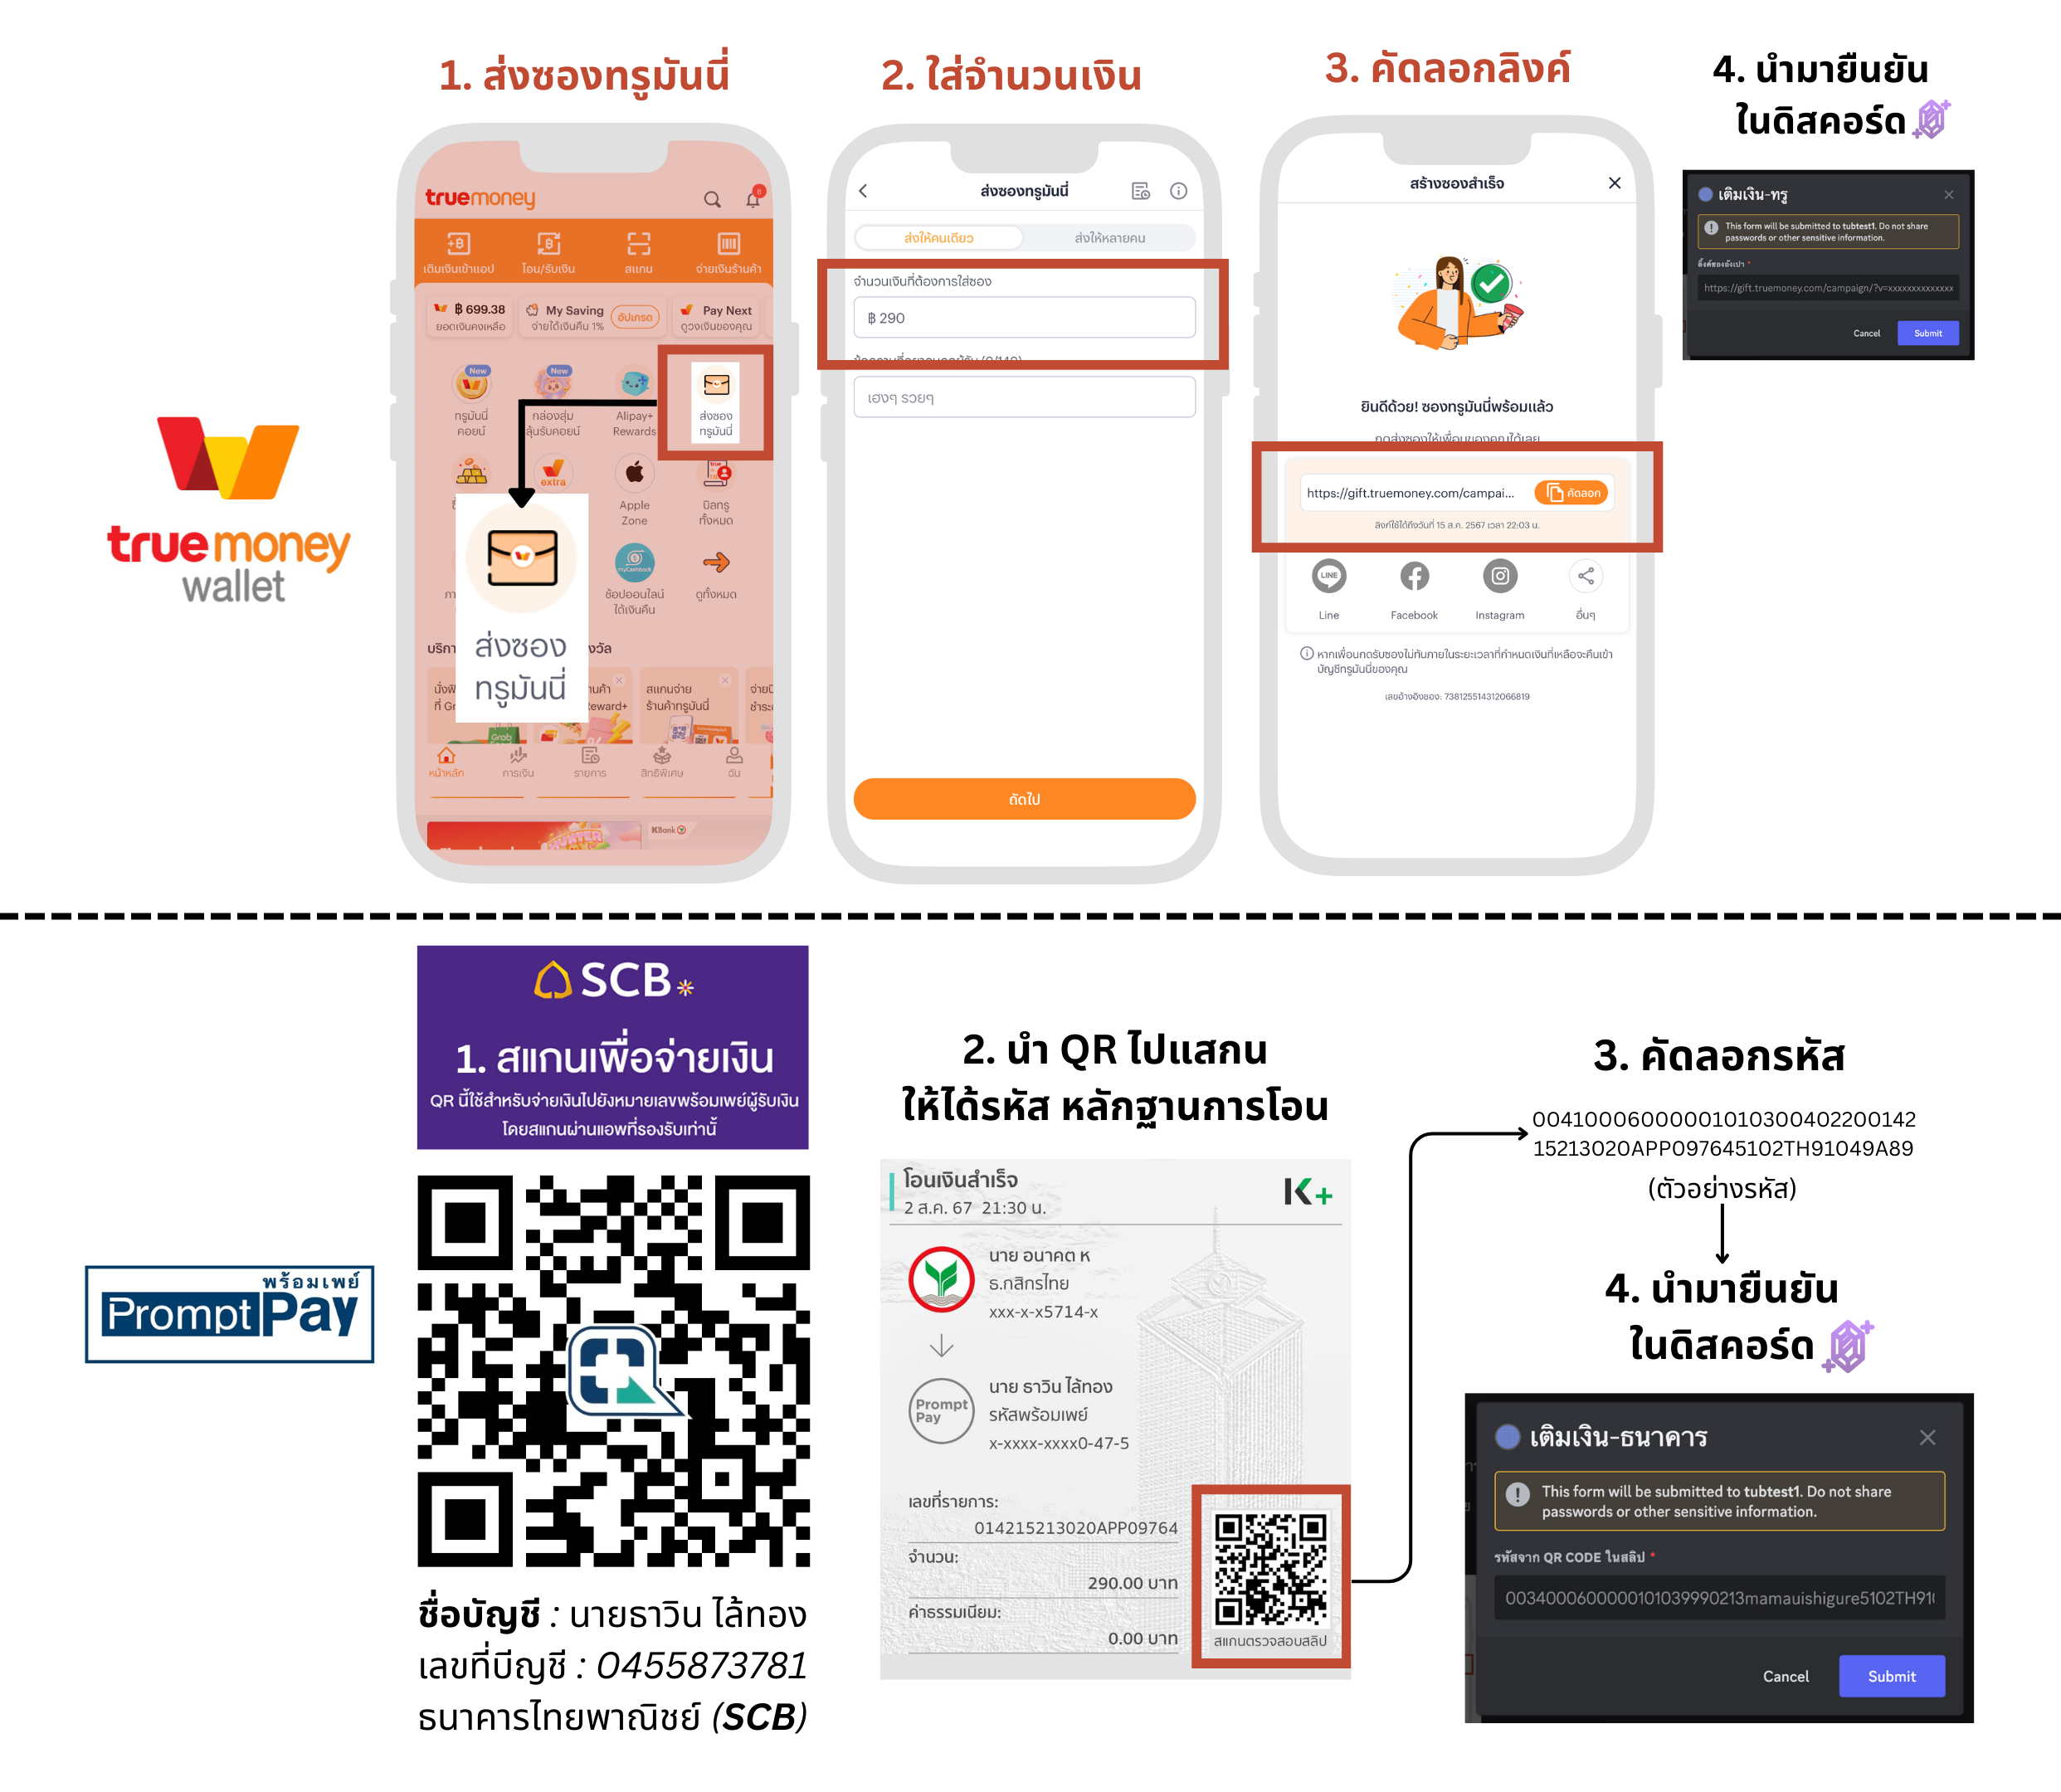 1. ส่งซองทรูมันนี่
2. ใส่จำนวนเงิน
3. คัดลอกลิงค์
4. นำมายืนยัน
ในดิสคอร์ด
truemoney
wallet
truemoney
8
เติมเงินเข้าแอป
โอน/รับเงิน
สแกน
จ่ายเงินร้านค้า
฿ 699.38
ยอดเงินคงเหลือ
My Saving
จ่ายได้เงินคืน 1%
อัปเกรด
Pay Next
ดูวงเงินของคุณ
New
ทรูมันนี่
คอยน์
New
กล่องสุ่ม
ลุ้นรับคอยน์
Alipay+
Rewards
ส่งซอง
ทรูมันนี่
extra
Apple
Zone
บิลทรู
ทั้งหมด
ส่งซอง
ทรูมันนี่
myCashbook
ช้อปออนไลน์
ได้เงินคืน
ดูทั้งหมด
สแกนจ่าย
ร้านค้าทรูมันนี่
Grab
หน้าหลัก
การเงิน
รายการ
สิทธิพิเศษ
ฉัน
KBank
ส่งซองทรูมันนี่
ส่งให้คนเดียว
ส่งให้หลายคน
จำนวนเงินที่ต้องการใส่ซอง
฿ 290
เฮงๆ รวยๆ
ถัดไป
สร้างซองสำเร็จ
ยินดีด้วย! ซองทรูมันนี่พร้อมแล้ว
กดส่งซองให้เพื่อนของคุณได้เลย
https://gift.truemoney.com/campai...
คัดลอก
ลิงก์ใช้ได้ถึงวันที่ 15 ส.ค. 2567 เวลา 22:03 น.
LINE
Line
Facebook
Instagram
อื่นๆ
หากเพื่อนกดรับซองไม่ทันภายในระยะเวลาที่กำหนดเงินที่เหลือจะคืนเข้า
บัญชีทรูมันนี่ของคุณ
เลขอ้างอิงซอง: 738125514312066819
เติมเงิน-ทรู
This form will be submitted to tubtest1. Do not share
passwords or other sensitive information.
ลิ้งค์ซองอั่งเปา *
https://gift.truemoney.com/campaign/?v=xxxxxxxxxxxxxx
Cancel
Submit
SCB
1. สแกนเพื่อจ่ายเงิน
QR นี้ใช้สำหรับจ่ายเงินไปยังหมายเลขพร้อมเพย์ผู้รับเงิน
โดยสแกนผ่านแอพที่รองรับเท่านั้
พร้อมเพย์
PromptPay
ชื่อบัญชี : นายธาวิน ไล้ทอง
เลขที่บีญชี : 0455873781
ธนาคารไทยพาณิชย์ (SCB)
2. นำ QR ไปแสกน
ให้ได้รหัส หลักฐานการโอน
โอนเงินสำเร็จ
2 ส.ค. 67 21:30 น.
K+
นาย อนาคต ห
ธ.กสิกรไทย
xxx-x-x5714-x
Prompt
Pay
นาย ธาวิน ไล้ทอง
รหัสพร้อมเพย์
x-xxxx-xxxx0-47-5
เลขที่รายการ:
014215213020APP09764
จำนวน:
290.00 บาท
ค่าธรรมเนียม:
0.00 บาท
สแกนตรวจสอบสลิป
3. คัดลอกรหัส
0041000600000101030040220014​2
15213020APP097645102TH91049A89
(ตัวอย่างรหัส)
4. นำมายืนยัน
ในดิสคอร์ด
เติมเงิน-ธนาคาร
This form will be submitted to tubtest1. Do not share
passwords or other sensitive information.
รหัสจาก QR CODE ในสลิป *
0034000600000101039990213mamauishigure5102TH91
Cancel
Submit